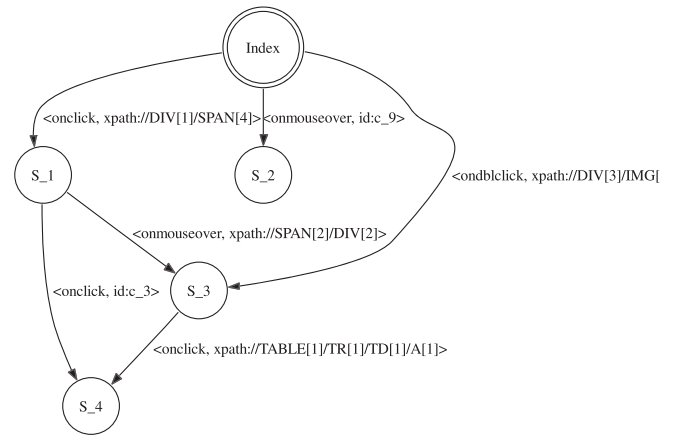 Index
<onclick, xpath://DIV[1]/SPAN[4]>
<onmouseover, id:c_9>
S_1
S_2
<ondblclick, xpath://DIV[3]/IMG[
<onmouseover, xpath://SPAN[2]/DIV[2]>
<onclick, id:c_3>
S_3
<onclick, xpath://TABLE[1]/TR[1]/TD[1]/A[1]>
S_4